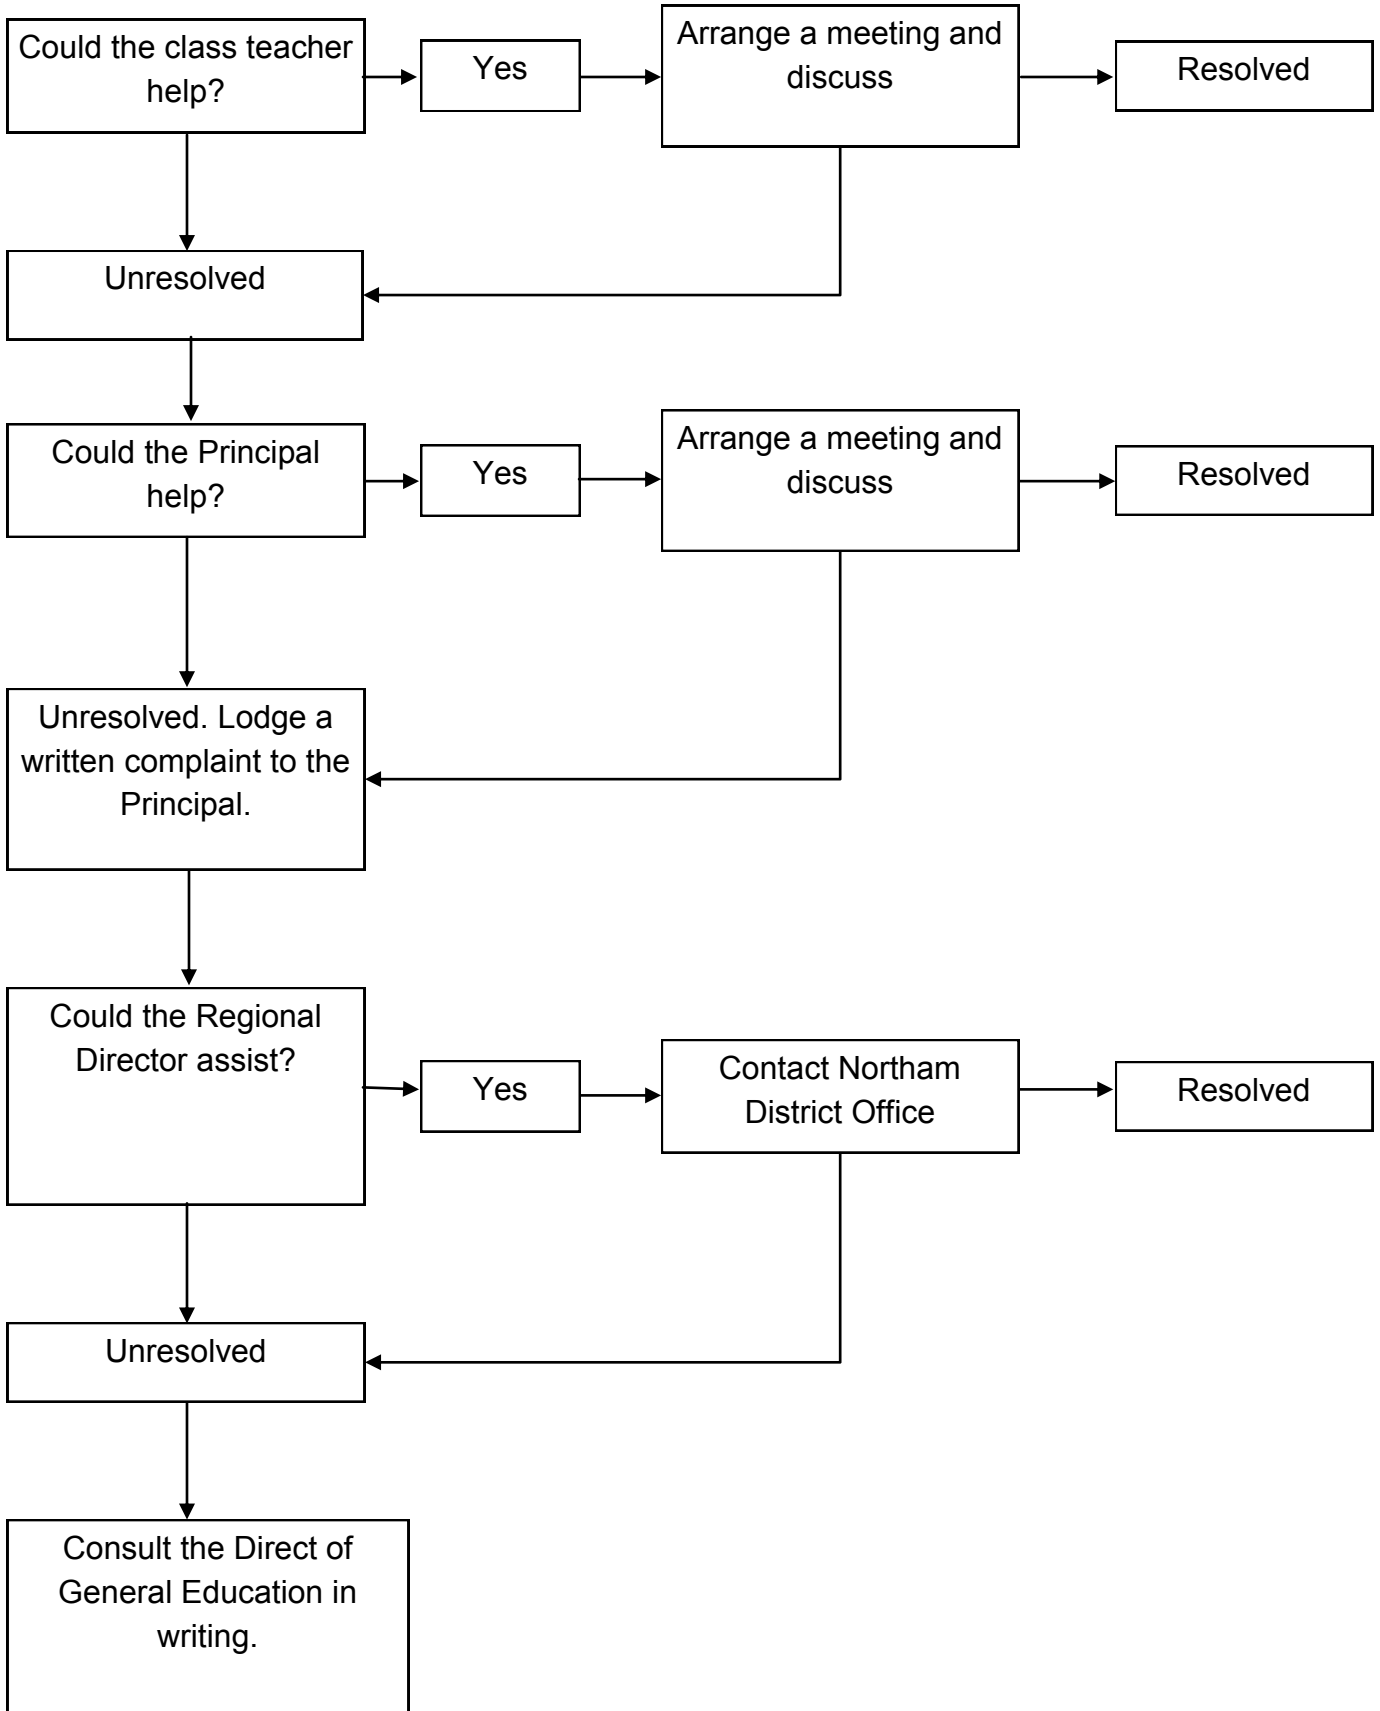 Could the class teacher
help?
Yes
Arrange a meeting and
discuss
Resolved
Unresolved
Could the Principal
help?
Yes
Arrange a meeting and
discuss
Resolved
Unresolved. Lodge a
written complaint to the
Principal.
Could the Regional
Director assist?
Yes
Contact Northam
District Office
Resolved
Unresolved
Consult the Direct of
General Education in
writing.